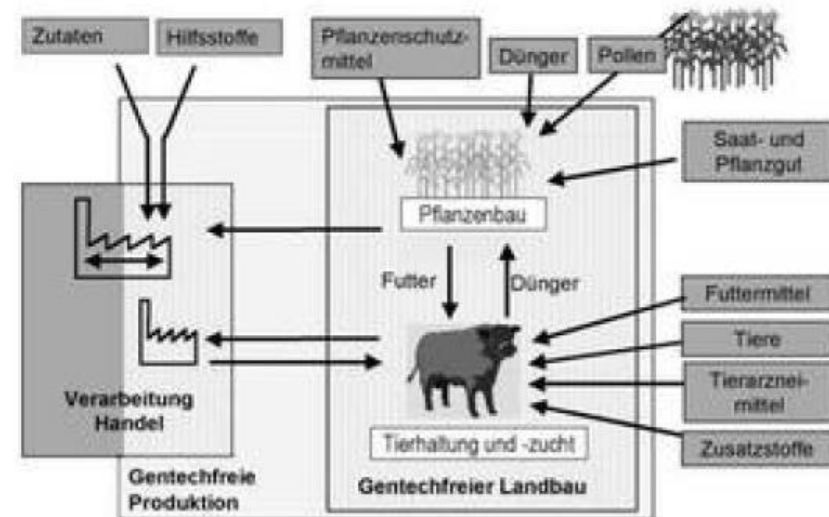 Zutaten
Hilfsstoffe
Pflanzenschutz-
mittel
Dünger
Pollen
Saat- und
Pflanzgut
Pflanzenbau
Futter
Dünger
Futtermittel
Tiere
Tierarznei-
mittel
Zusatzstoffe
Verarbeitung
Handel
Tierhaltung und -zucht
Gentechfreie
Produktion
Gentechfreier Landbau